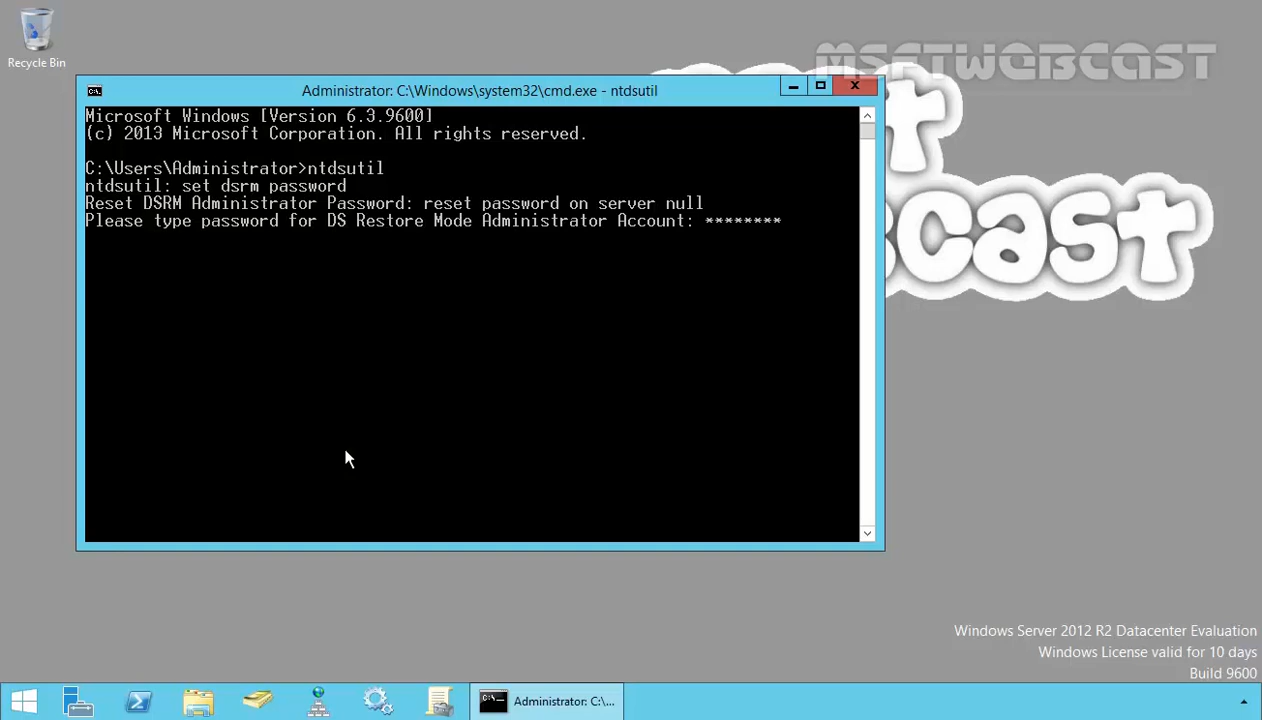 MSFTWEBCAST
Recycle Bin
Administrator: C:\Windows\system32\cmd.exe - ntdsutil
Microsoft Windows [Version 6.3.9600]
(c) 2013 Microsoft Corporation. All rights reserved.
C:\Users\Administrator>ntdsutil
ntdsutil: set dsrm password
Reset DSRM Administrator Password: reset password on server null
Please type password for DS Restore Mode Administrator Account: ********
cast
Windows Server 2012 R2 Datacenter Evaluation
Windows License valid for 10 days
Build 9600
Administrator: C:\...